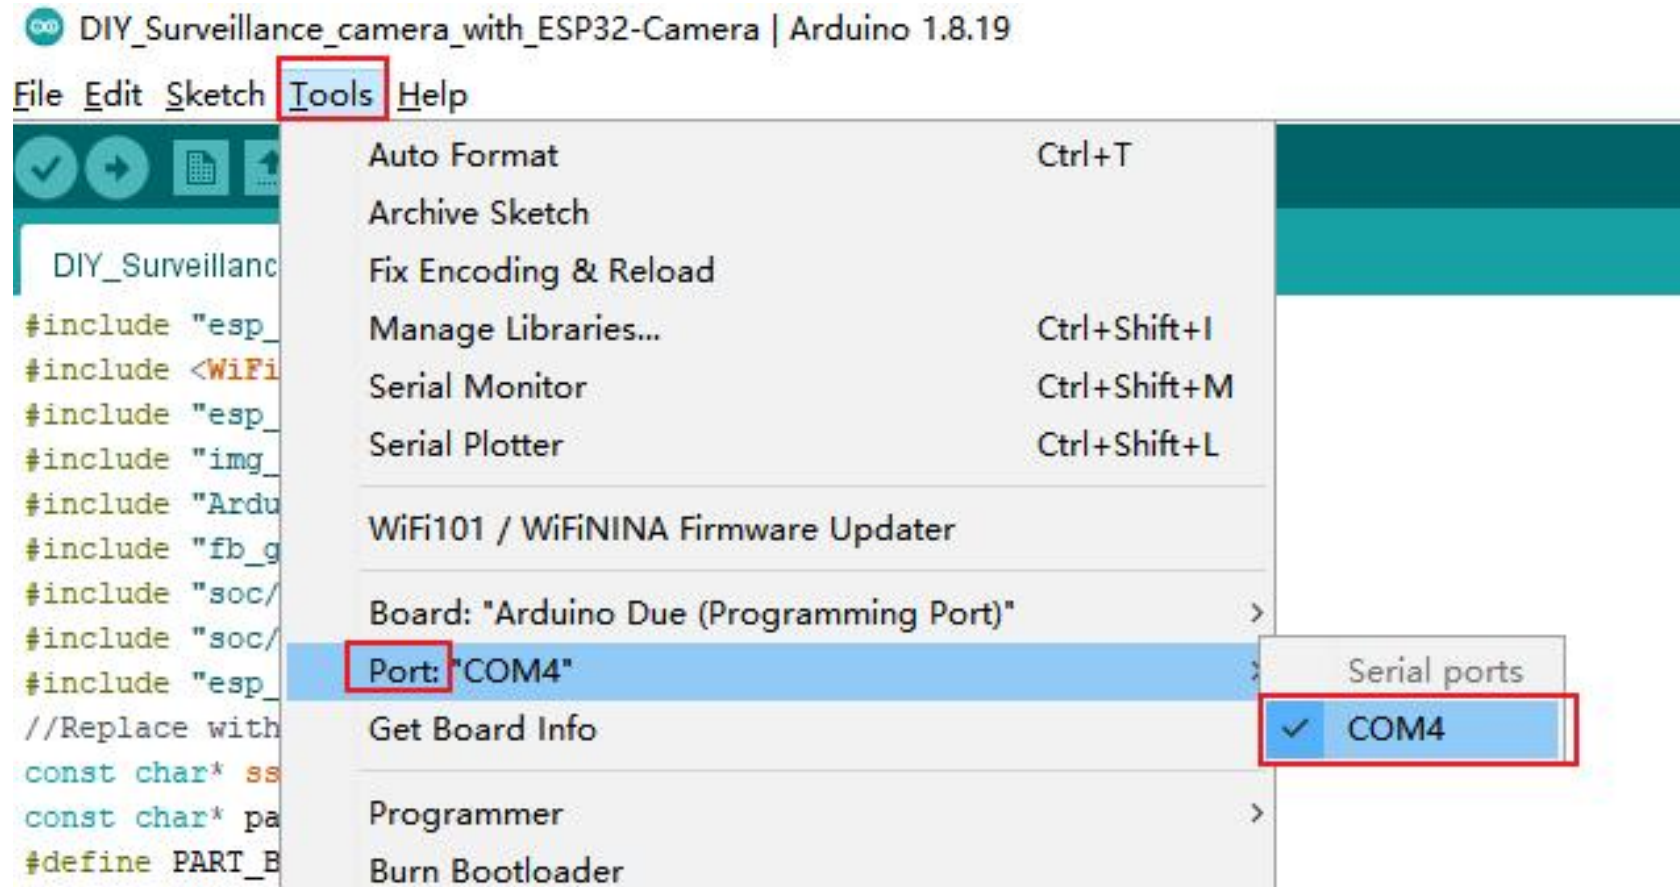 DIY_Surveillance_camera_with_ESP32-Camera | Arduino 1.8.19
File Edit Sketch Tools Help
Auto Format Ctrl+T
Archive Sketch
DIY_Surveillanc
Fix Encoding & Reload
#include "esp_
Manage Libraries... Ctrl+Shift+I
#include <WiFi
Serial Monitor Ctrl+Shift+M
#include "esp_
Serial Plotter Ctrl+Shift+L
#include "img_
#include "Ardu
WiFi101 / WiFiNINA Firmware Updater
#include "fb_g
#include "soc/
Board: "Arduino Due (Programming Port)"
#include "soc/
Port: "COM4" Serial ports
#include "esp_
//Replace with
Get Board Info COM4
const char* ss
const char* pa
Programmer
#define PART_B
Burn Bootloader